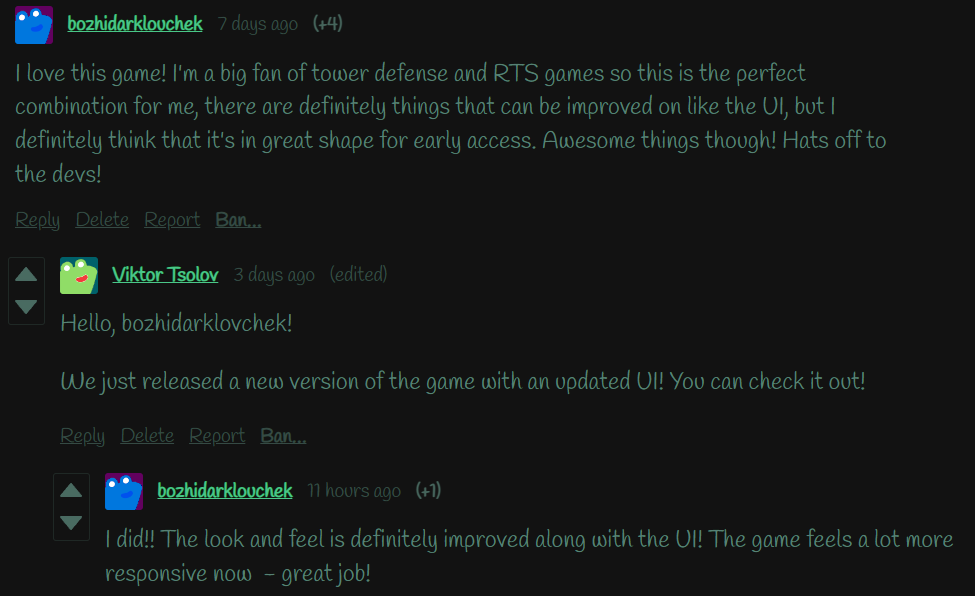 bozhidarklouchek 7 days ago (+4)
I love this game! I'm a big fan of tower defense and RTS games so this is the perfect
combination for me, there are definitely things that can be improved on like the UI, but I
definitely think that it's in great shape for early access. Awesome things though! Hats off to
the devs!
Reply Delete Report Ban...
Viktor Tsolov 3 days ago (edited)
Hello, bozhidarklovchek!
We just released a new version of the game with an updated UI! You can check it out!
Reply Delete Report Ban...
bozhidarklouchek 11 hours ago (+1)
I did!! The look and feel is definitely improved along with the UI! The game feels a lot more
responsive now - great job!